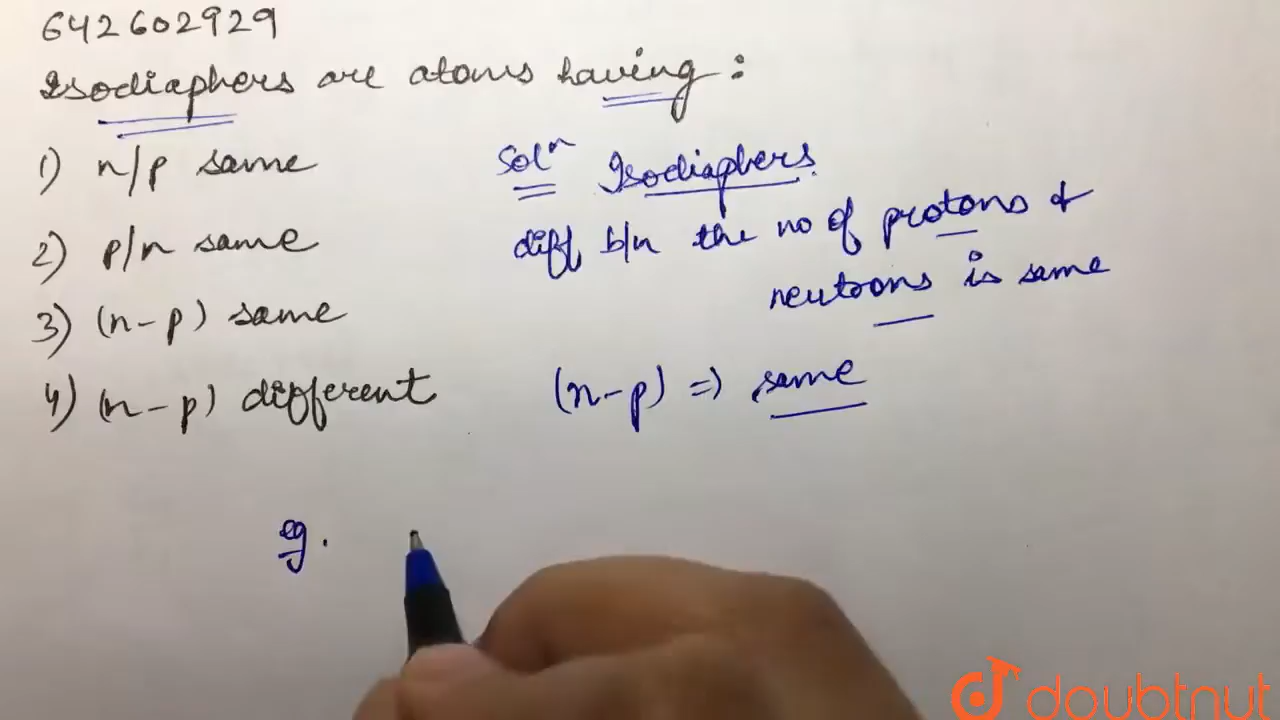 642602929
Isodiaphers are atoms having :
1) n/p same
2) p/n same
3) (n-p) same
4) (n-p) different
Solⁿ Isodiaphers.
diff b/n the no of protons &
neutrons is same
(n-p) => same
eg.
doubtnut